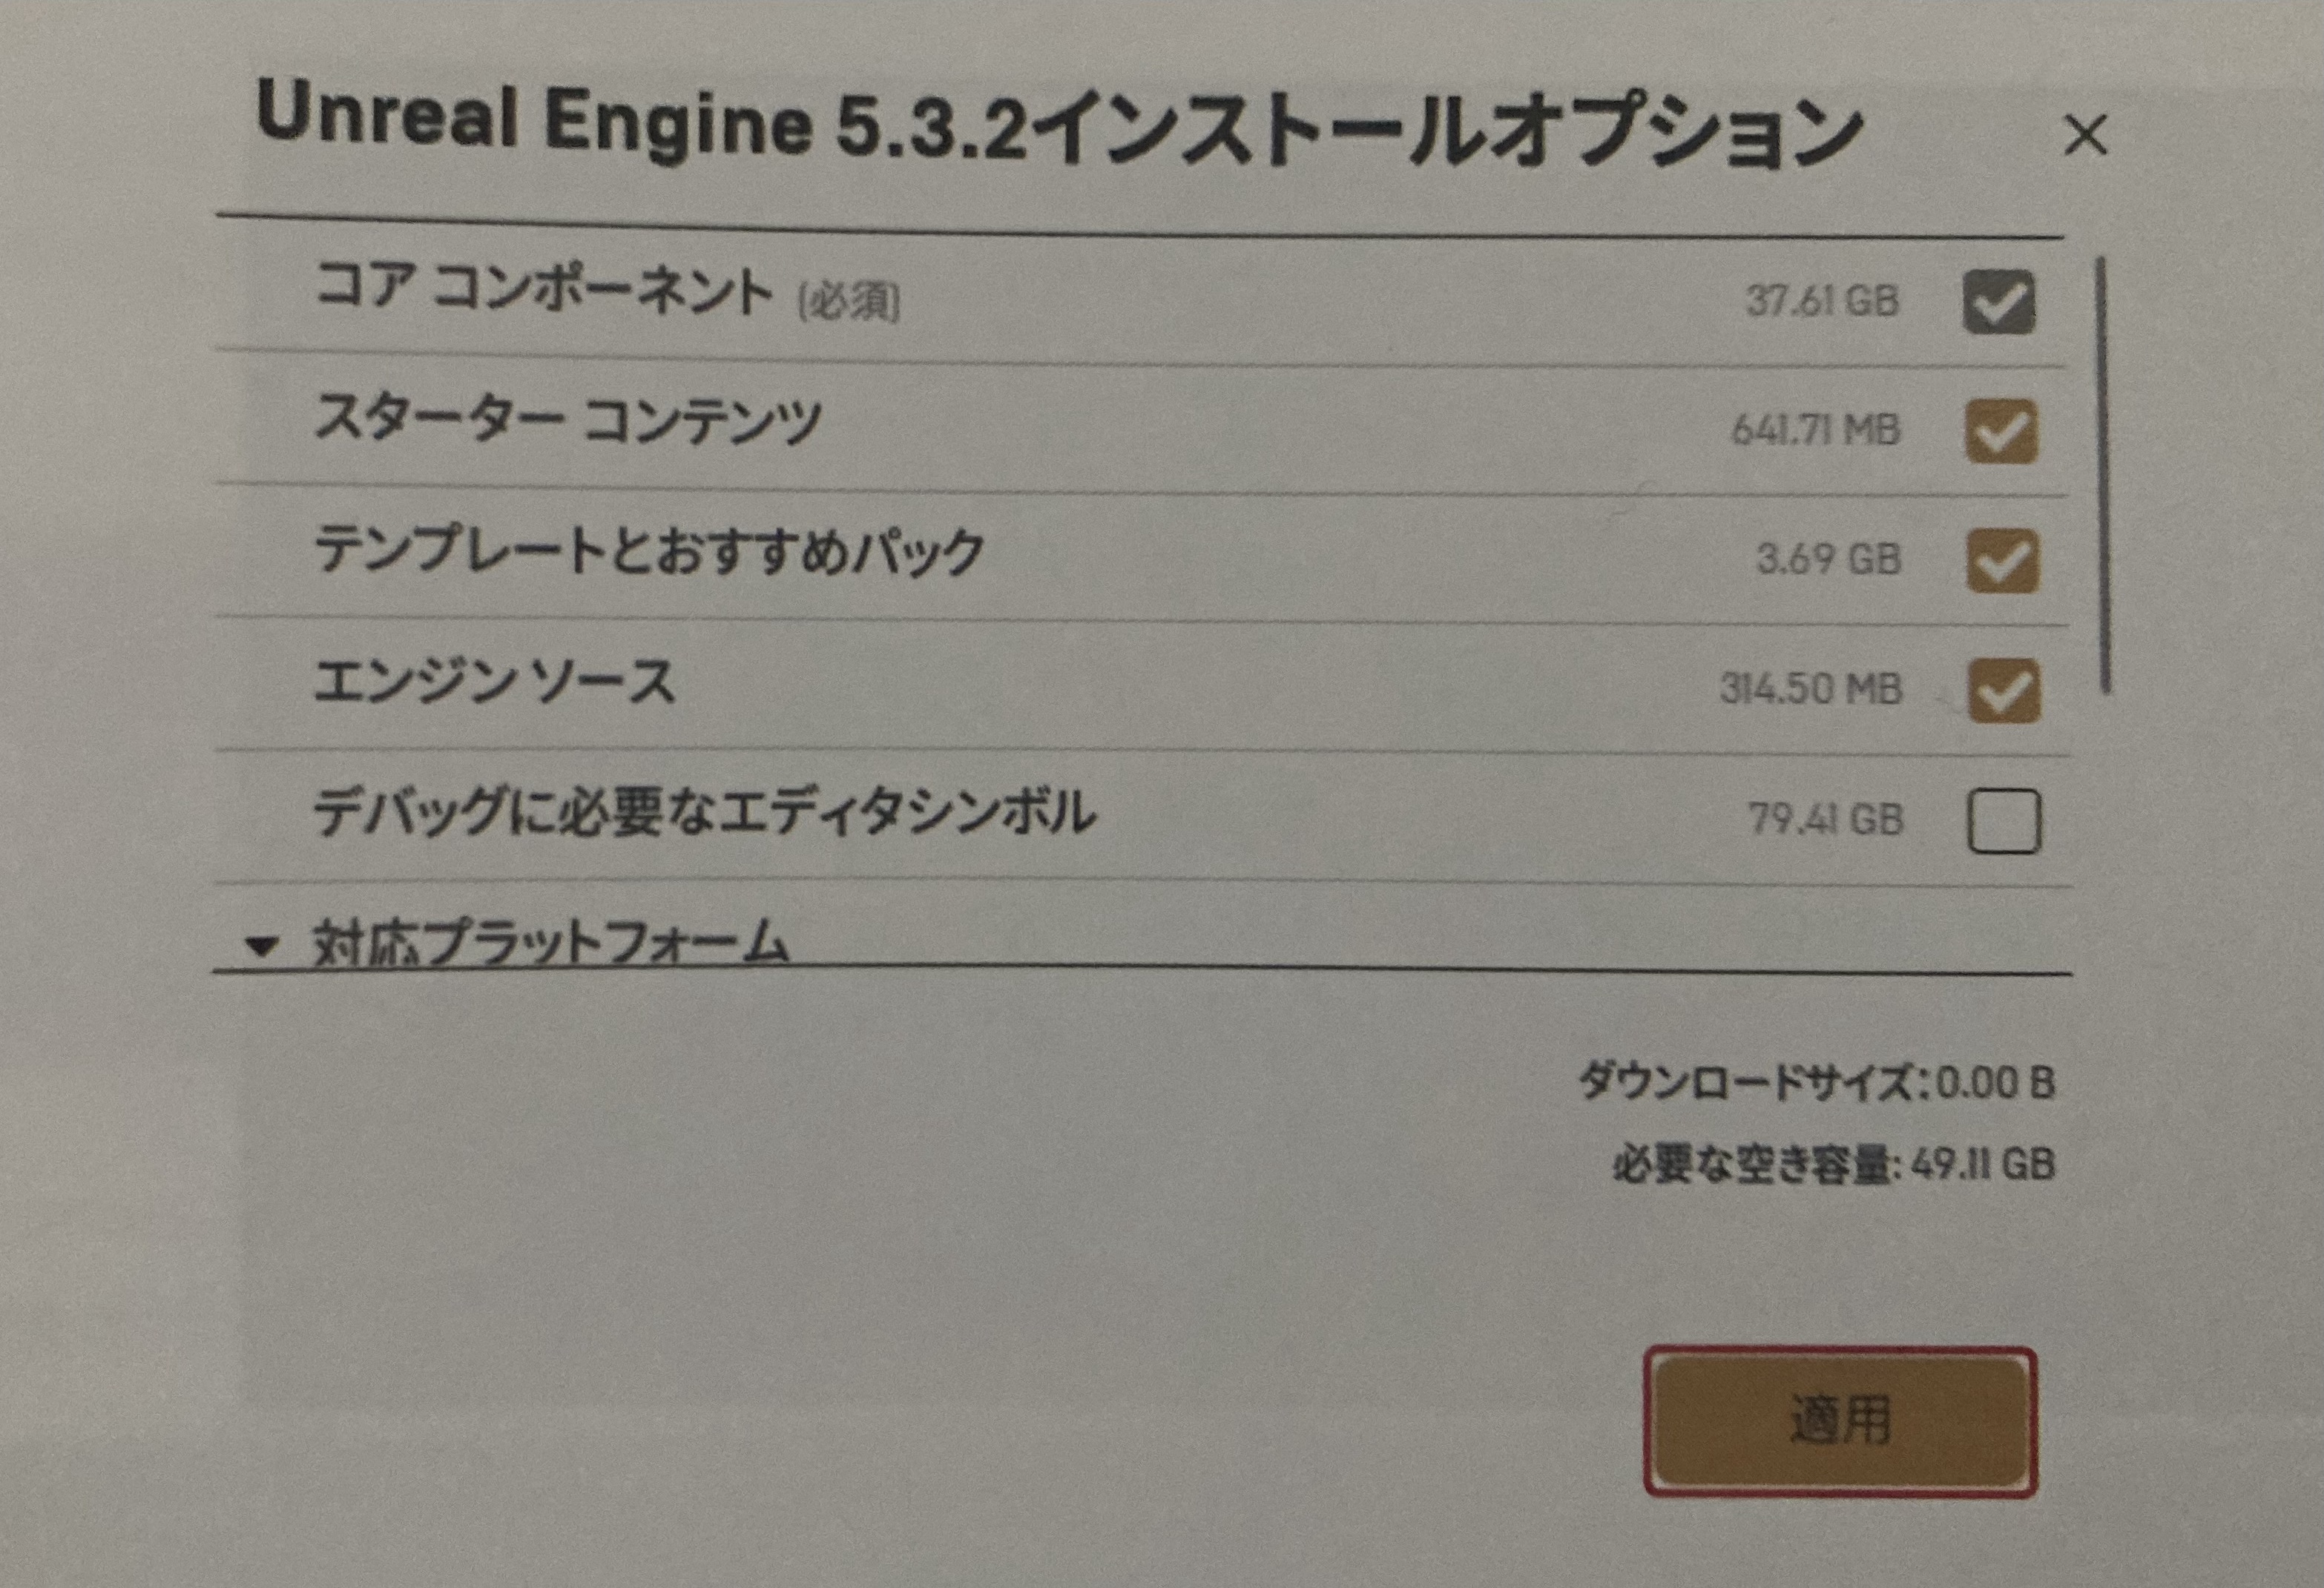 Unreal Engine 5.3.2インストールオプション ×
コア コンポーネント (必須) 37.61 GB
スターター コンテンツ 641.71 MB
テンプレートとおすすめパック 3.69 GB
エンジン ソース 314.50 MB
デバッグに必要なエディタシンボル 79.41 GB
対応プラットフォーム
ダウンロードサイズ:0.00 B
必要な空き容量: 49.11 GB
適用